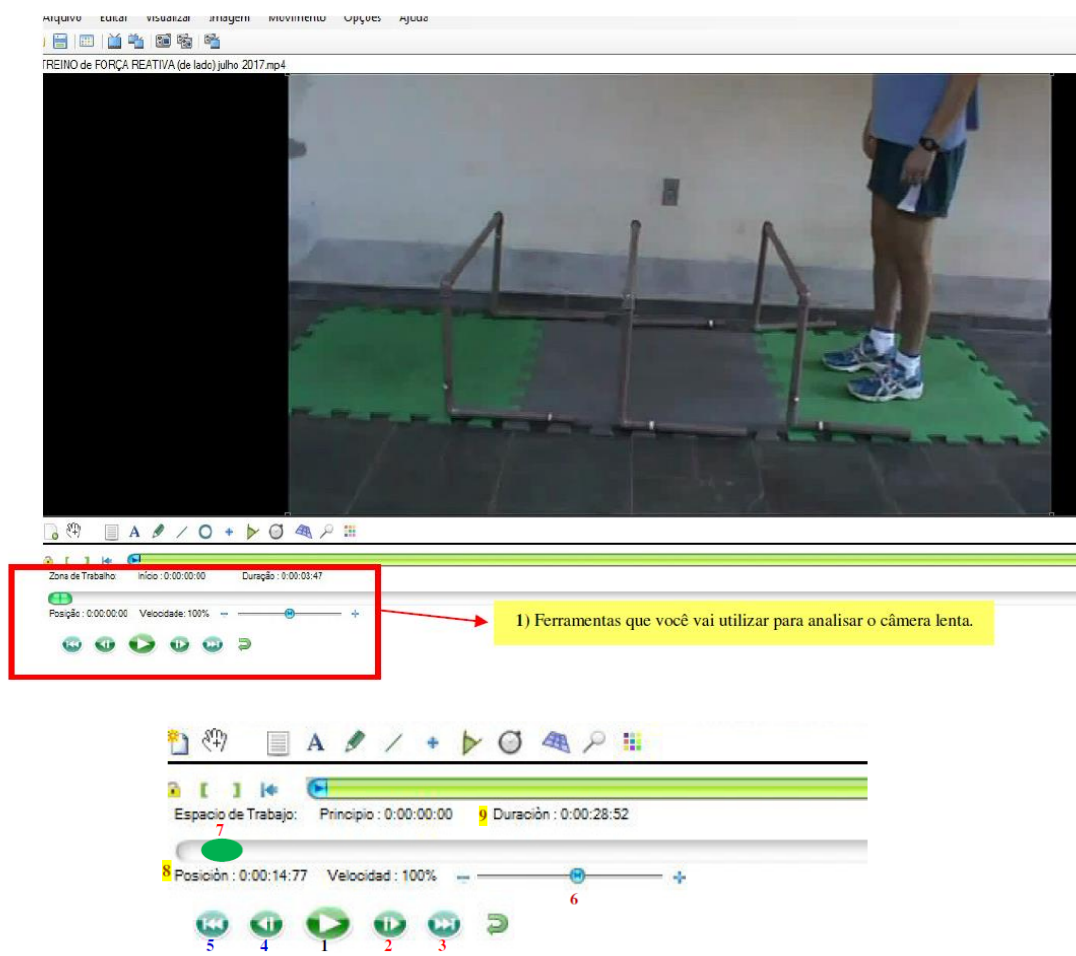 Arquivo Editar Visualizar Imagem Movimento Opções Ajuda
TREINO de FORÇA REATIVA (de lado) julho 2017.mp4
A
Zona de Trabalho: Início : 0:00:00:00 Duração : 0:00:03:47
Posição : 0:00:00:00 Velocidade: 100%
1) Ferramentas que você vai utilizar para analisar o câmera lenta.
A
Espacio de Trabajo: Principio : 0:00:00:00 9 Duraciòn : 0:00:28:52
7
8 Posiciòn : 0:00:14:77 Velocidad : 100%
6
5 4 1 2 3